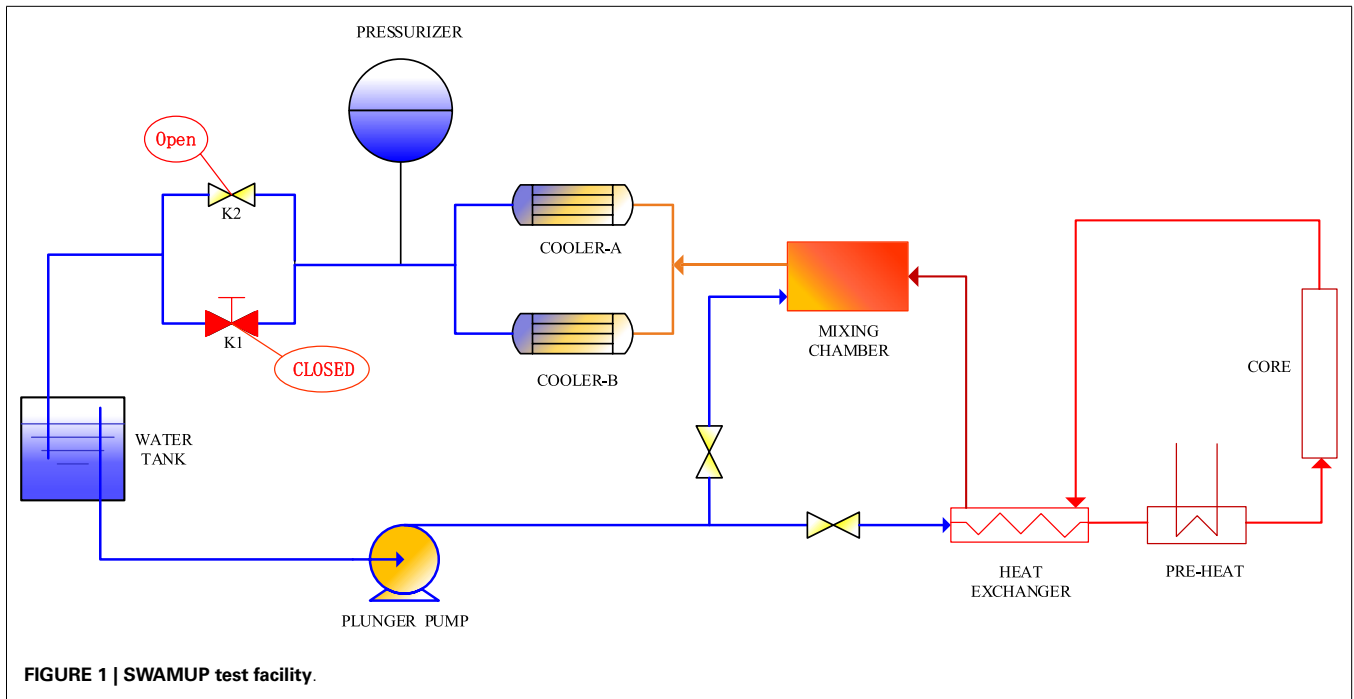 PRESSURIZER
Open
K2
COOLER-A
K1
CLOSED
COOLER-B
MIXING
CHAMBER
CORE
WATER
TANK
PLUNGER PUMP
HEAT
EXCHANGER
PRE-HEAT
FIGURE 1 | SWAMUP test facility.